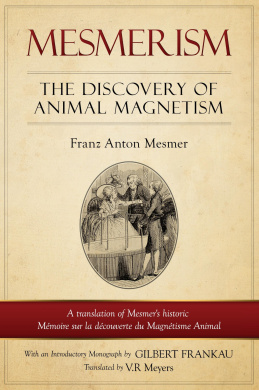 MESMERISM
THE DISCOVERY OF
ANIMAL MAGNETISM
Franz Anton Mesmer
A translation of Mesmer's historic
Mémoire sur la découverte du Magnétisme Animal
With an Introductory Monograph by GILBERT FRANKAU
Translated by V.R Meyers